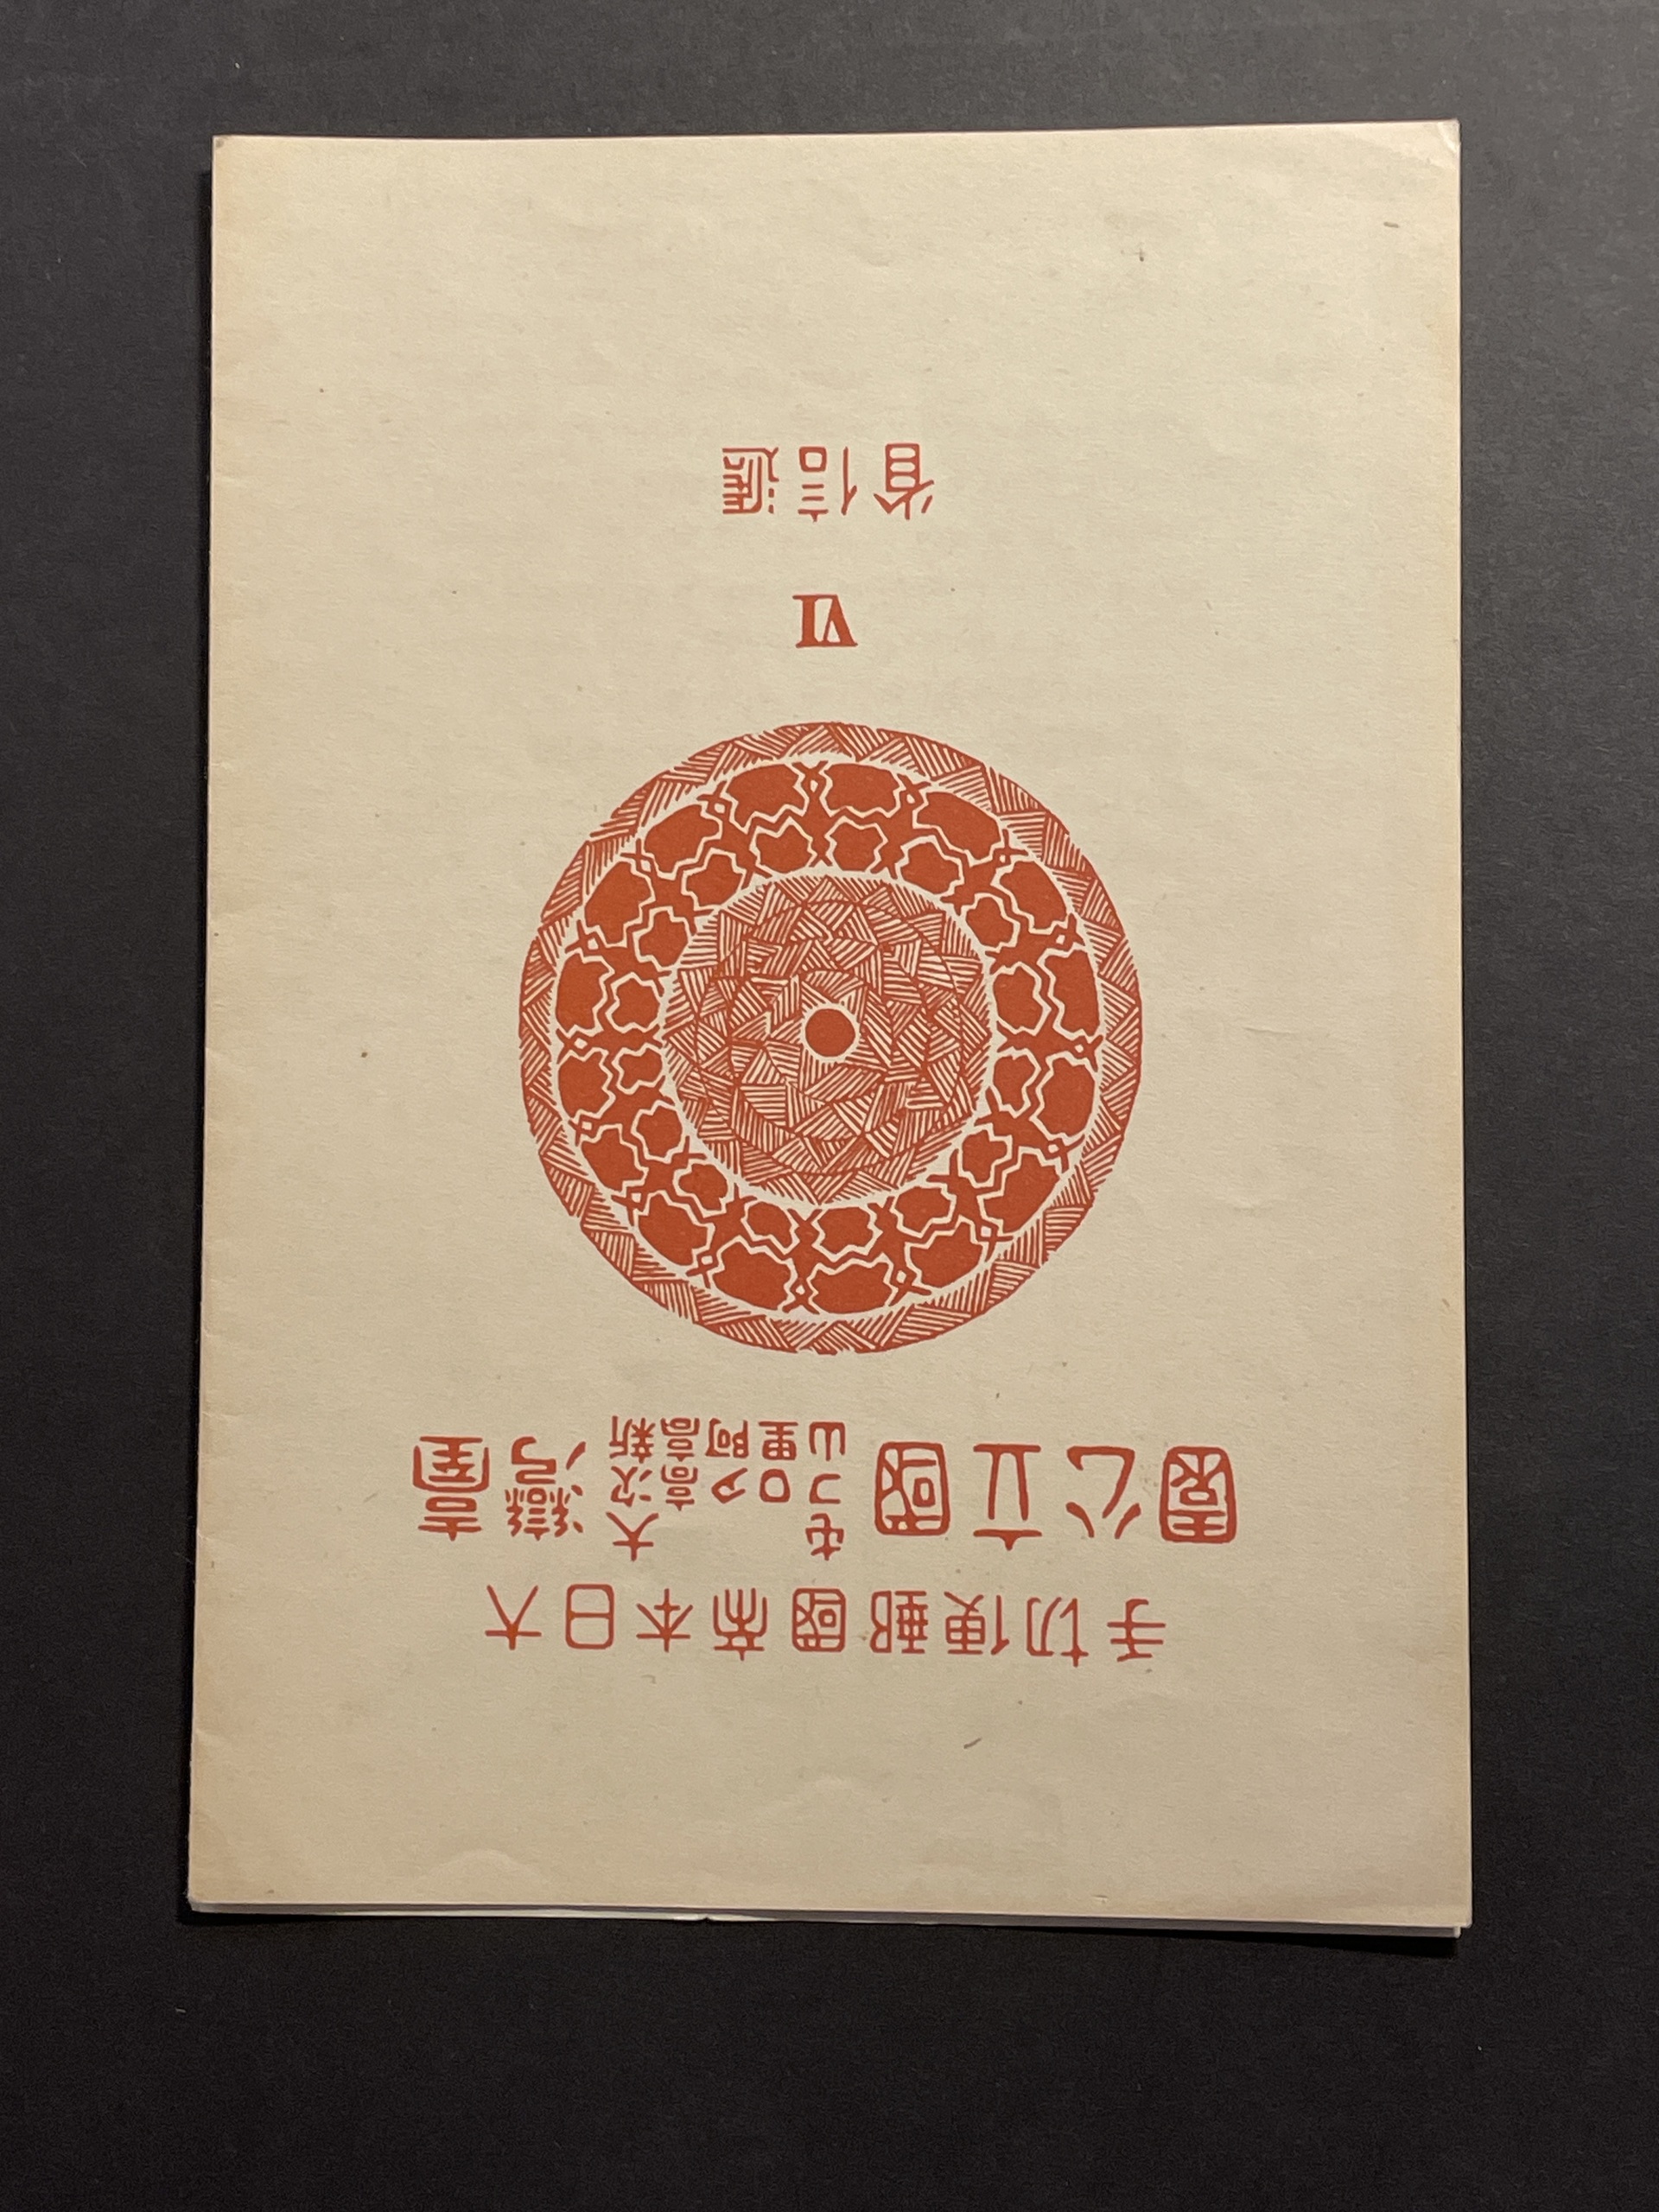 大日本帝國郵便切手
臺灣
大屯
次高タロコ
新高阿里山
國立公園
VI
遞信省